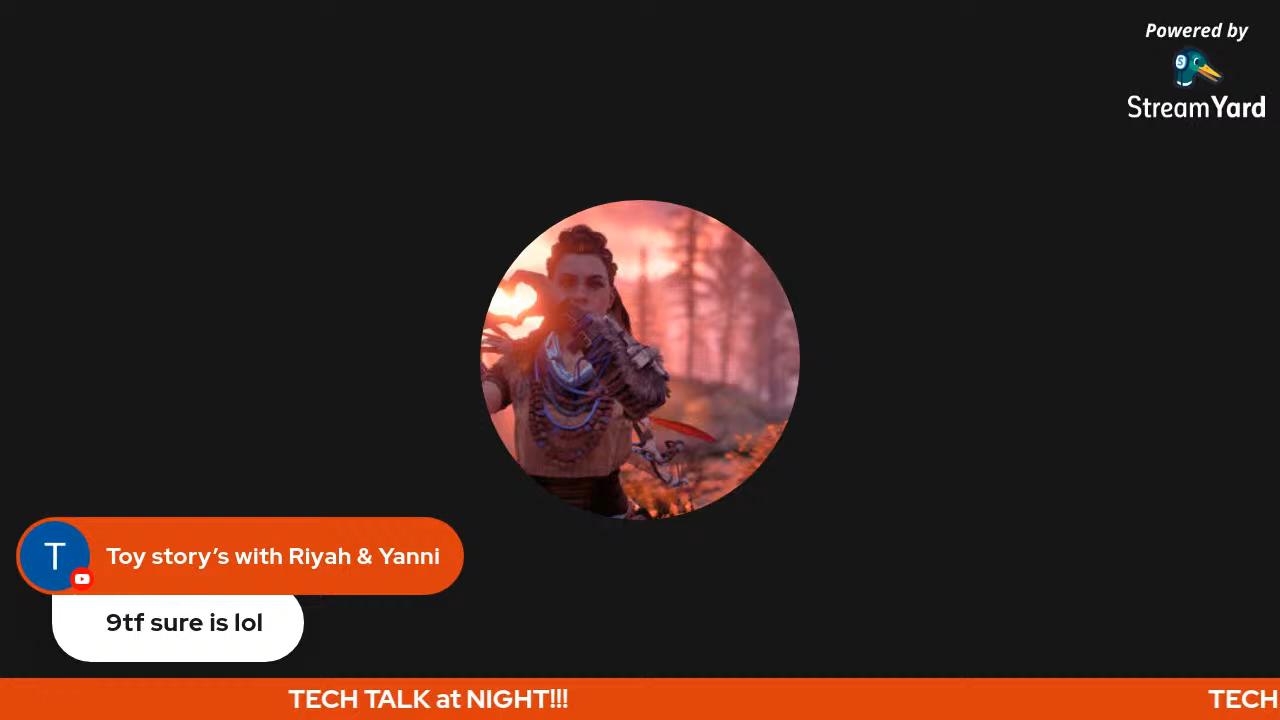 Powered by
S
StreamYard
T
Toy story’s with Riyah & Yanni
9tf sure is lol
TECH TALK at NIGHT!!!
TECH